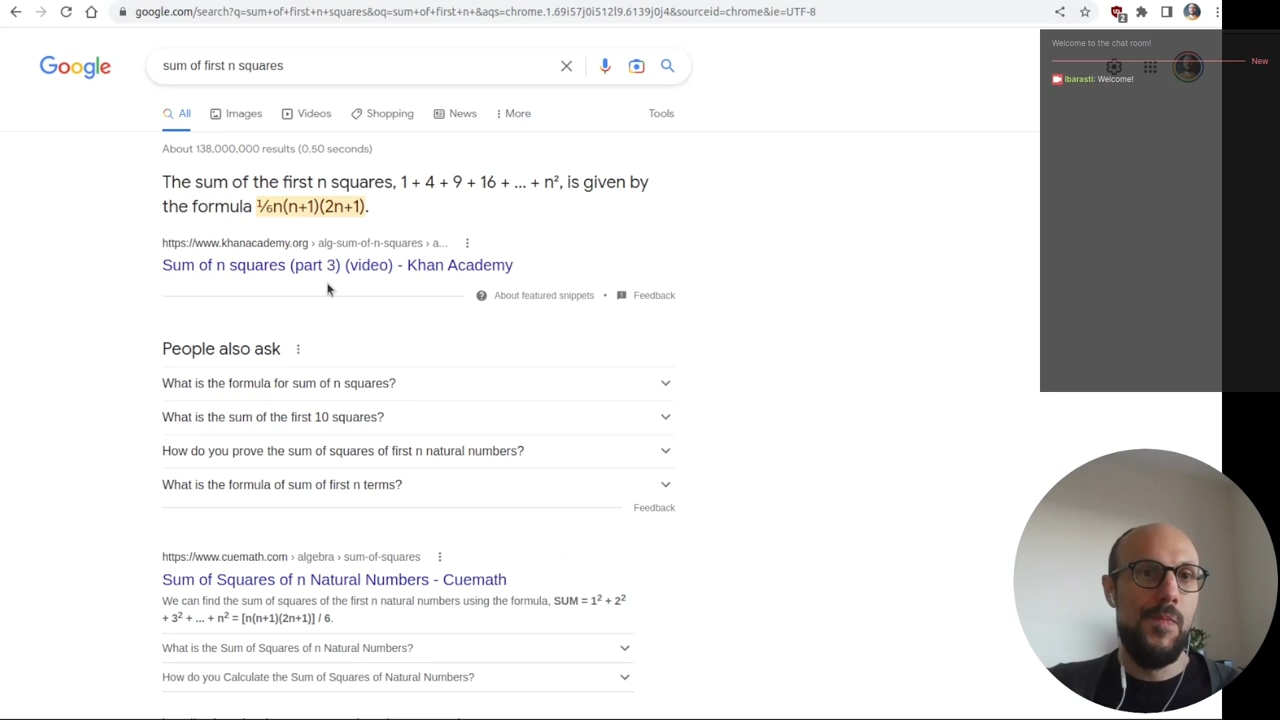 google.com/search?q=sum+of+first+n+squares&oq=sum+of+first+n+&aqs=chrome.1.69i57j0i512l9.6139j0j4&sourceid=chrome&ie=UTF-8
2
Google
sum of first n squares
All
Images
Videos
Shopping
News
More
Tools
About 138,000,000 results (0.50 seconds)
The sum of the first n squares, 1 + 4 + 9 + 16 + ... + n², is given by
the formula ⅙n(n+1)(2n+1).
https://www.khanacademy.org › alg-sum-of-n-squares › a...
Sum of n squares (part 3) (video) - Khan Academy
About featured snippets • Feedback
People also ask
What is the formula for sum of n squares?
What is the sum of the first 10 squares?
How do you prove the sum of squares of first n natural numbers?
What is the formula of sum of first n terms?
Feedback
https://www.cuemath.com › algebra › sum-of-squares
Sum of Squares of n Natural Numbers - Cuemath
We can find the sum of squares of the first n natural numbers using the formula, SUM = 1² + 2²
+ 3² + ... + n² = [n(n+1)(2n+1)] / 6.
What is the Sum of Squares of n Natural Numbers?
How do you Calculate the Sum of Squares of Natural Numbers?
Welcome to the chat room!
New
lbarasti: Welcome!